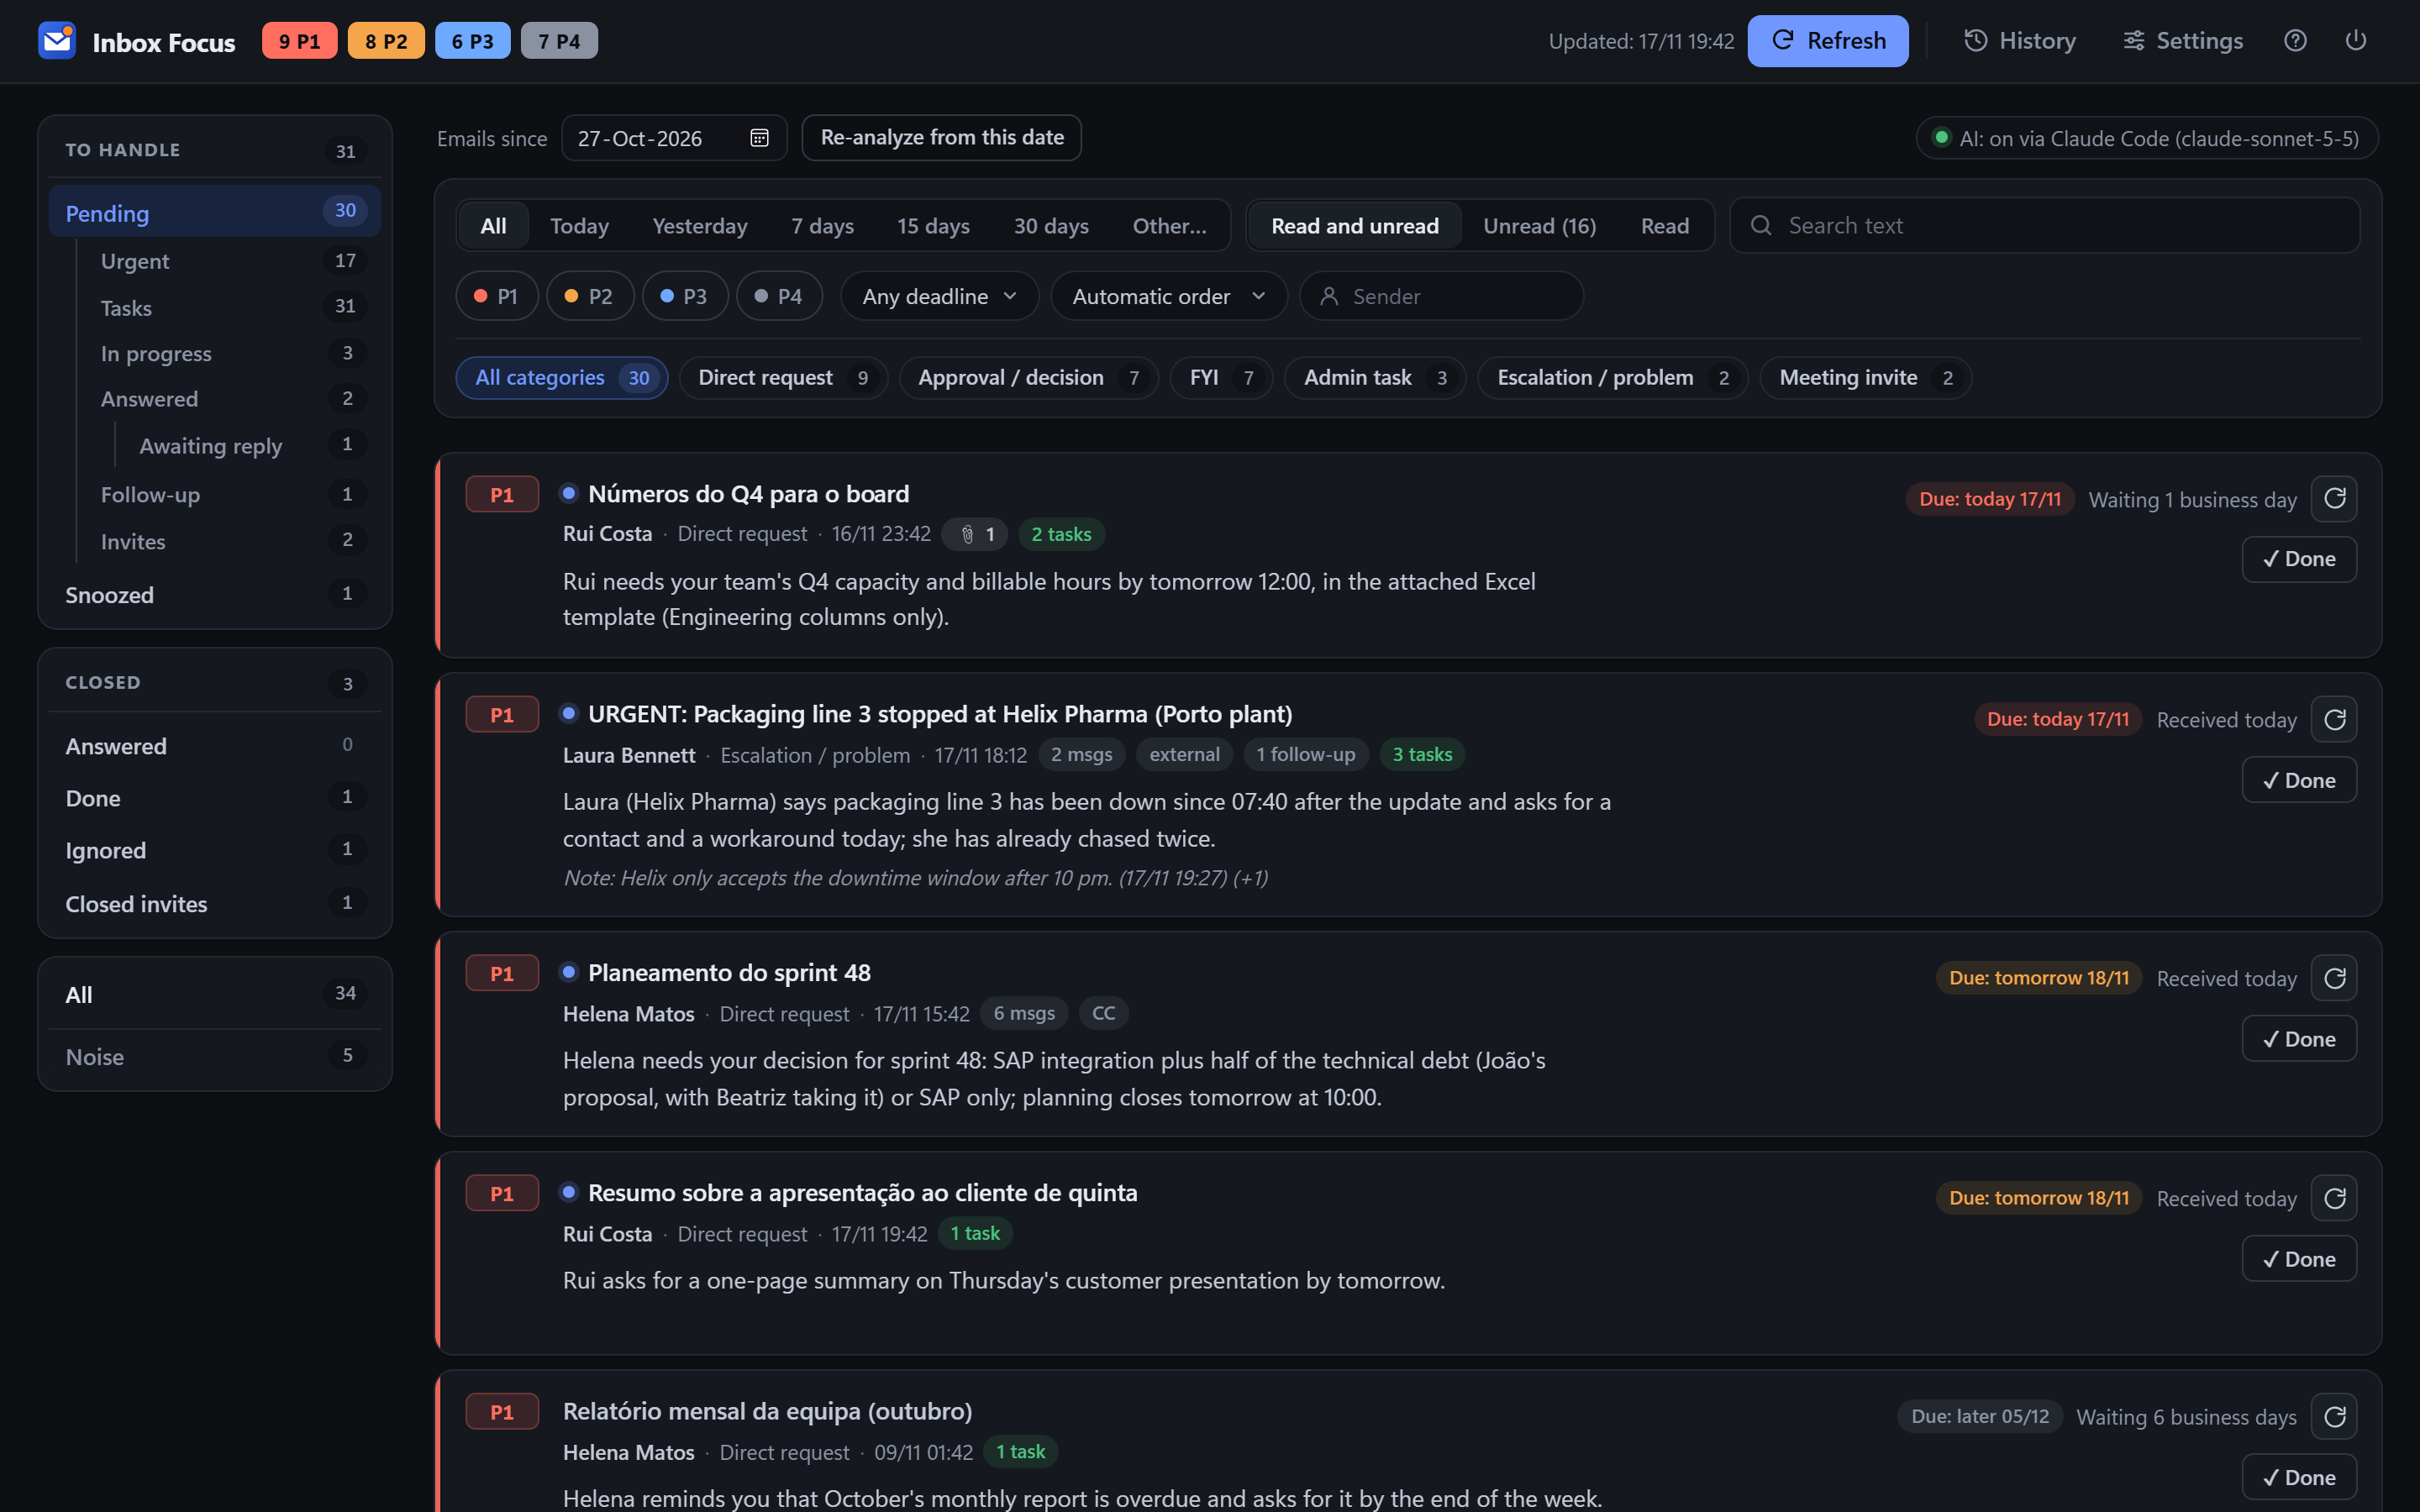 Inbox Focus
9 P1
8 P2
6 P3
7 P4
Updated: 17/11 19:42
Refresh
History
Settings
TO HANDLE 31
Pending 30
Urgent 17
Tasks 31
In progress 3
Answered 2
Awaiting reply 1
Follow-up 1
Invites 2
Snoozed 1
CLOSED 3
Answered 0
Done 1
Ignored 1
Closed invites 1
All 34
Noise 5
Emails since 27-Oct-2026 Re-analyze from this date
AI: on via Claude Code (claude-sonnet-5-5)
All Today Yesterday 7 days 15 days 30 days Other...
Read and unread Unread (16) Read
Search text
P1 P2 P3 P4 Any deadline Automatic order Sender
All categories 30 Direct request 9 Approval / decision 7 FYI 7 Admin task 3 Escalation / problem 2 Meeting invite 2
P1 Números do Q4 para o board
Due: today 17/11 Waiting 1 business day
Rui Costa · Direct request · 16/11 23:42 1 2 tasks
✓ Done
Rui needs your team's Q4 capacity and billable hours by tomorrow 12:00, in the attached Excel
template (Engineering columns only).
P1 URGENT: Packaging line 3 stopped at Helix Pharma (Porto plant)
Due: today 17/11 Received today
Laura Bennett · Escalation / problem · 17/11 18:12 2 msgs external 1 follow-up 3 tasks
✓ Done
Laura (Helix Pharma) says packaging line 3 has been down since 07:40 after the update and asks for a
contact and a workaround today; she has already chased twice.
Note: Helix only accepts the downtime window after 10 pm. (17/11 19:27) (+1)
P1 Planeamento do sprint 48
Due: tomorrow 18/11 Received today
Helena Matos · Direct request · 17/11 15:42 6 msgs CC
✓ Done
Helena needs your decision for sprint 48: SAP integration plus half of the technical debt (João's
proposal, with Beatriz taking it) or SAP only; planning closes tomorrow at 10:00.
P1 Resumo sobre a apresentação ao cliente de quinta
Due: tomorrow 18/11 Received today
Rui Costa · Direct request · 17/11 19:42 1 task
✓ Done
Rui asks for a one-page summary on Thursday's customer presentation by tomorrow.
P1 Relatório mensal da equipa (outubro)
Due: later 05/12 Waiting 6 business days
Helena Matos · Direct request · 09/11 01:42 1 task
✓ Done
Helena reminds you that October's monthly report is overdue and asks for it by the end of the week.